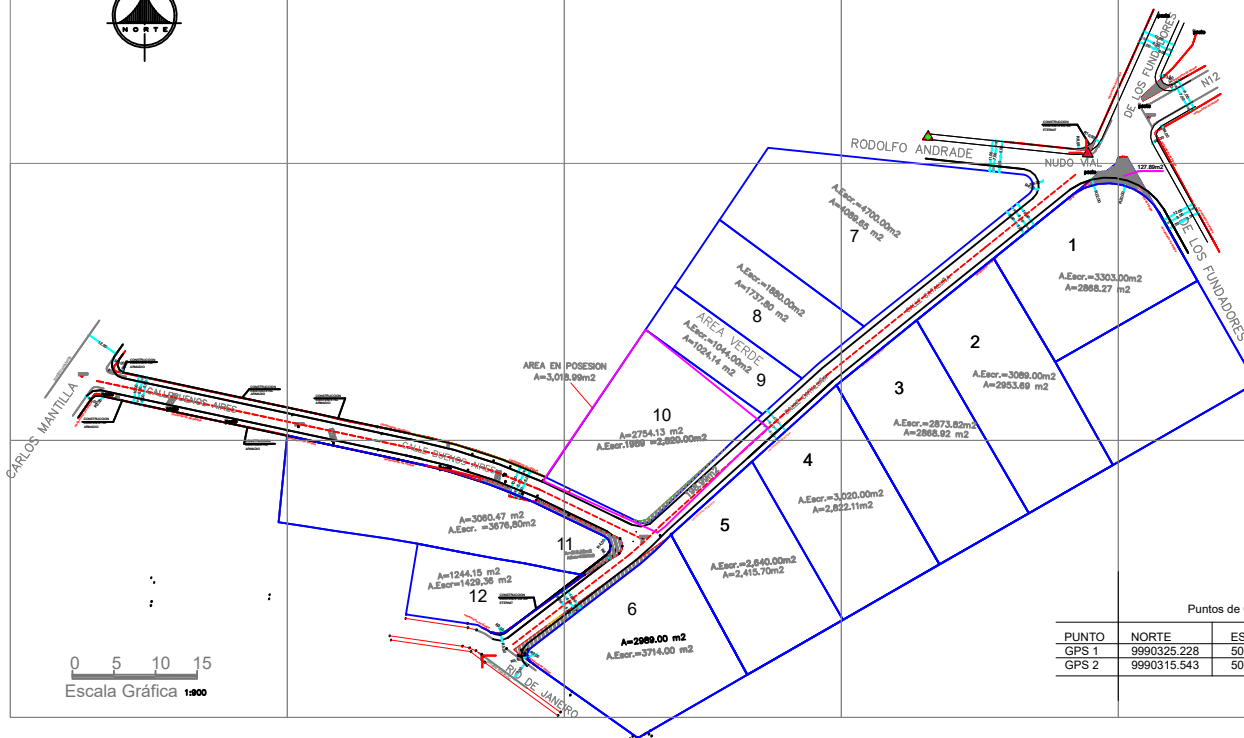 NORTE
DE LOS FUNDADORES
N12
RODOLFO ANDRADE
NUDO VIAL
127.89m2
DE LOS FUNDADORES
A.Escr.=4700.00m2
A=4089.65 m2
7
1
A.Escr.=3303.00m2
A=2868.27 m2
A.Escr.=1880.00m2
A=1737.80 m2
8
2
A.Escr.=3089.00m2
A=2953.69 m2
AREA VERDE
A.Escr.=1044.00m2
A=1024.14 m2
9
3
A.Escr.=2873.82m2
A=2868.92 m2
AREA EN POSESION
A=3,018.99m2
10
A=2754.13 m2
A.Escr.1989 =2,820.00m2
4
A.Escr.=3,020.00m2
A=2,822.11m2
CARLOS MANTILLA
CALLE BUENOS AIRES
CALLE BUENOS AIRES
5
A.Escr.=2,640.00m2
A=2,415.70m2
A=3060.47 m2
A.Escr. =3676,80m2
11
A=1244.15 m2
A.Escr=1429,36 m2
12
6
A=2989.00 m2
A.Escr.=3714.00 m2
RIO DE JANEIRO
0 5 10 15
Escala Gráfica 1:900
Puntos de
PUNTO NORTE ES
GPS 1 9990325.228 50
GPS 2 9990315.543 50